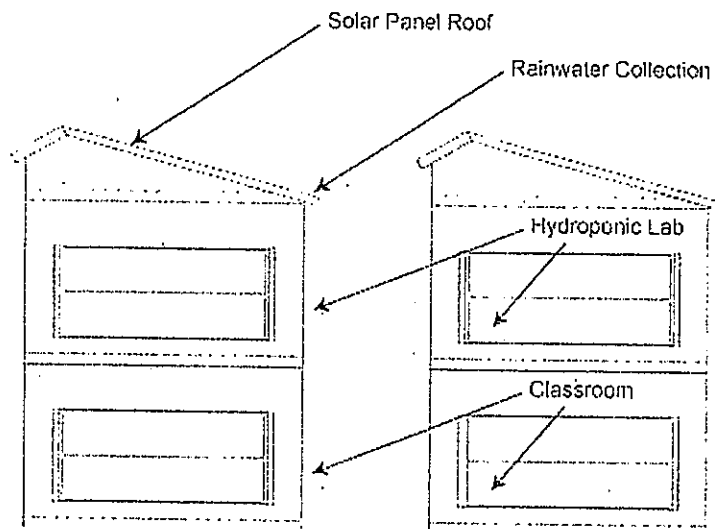 Solar Panel Roof
Rainwater Collection
Hydroponic Lab
Classroom